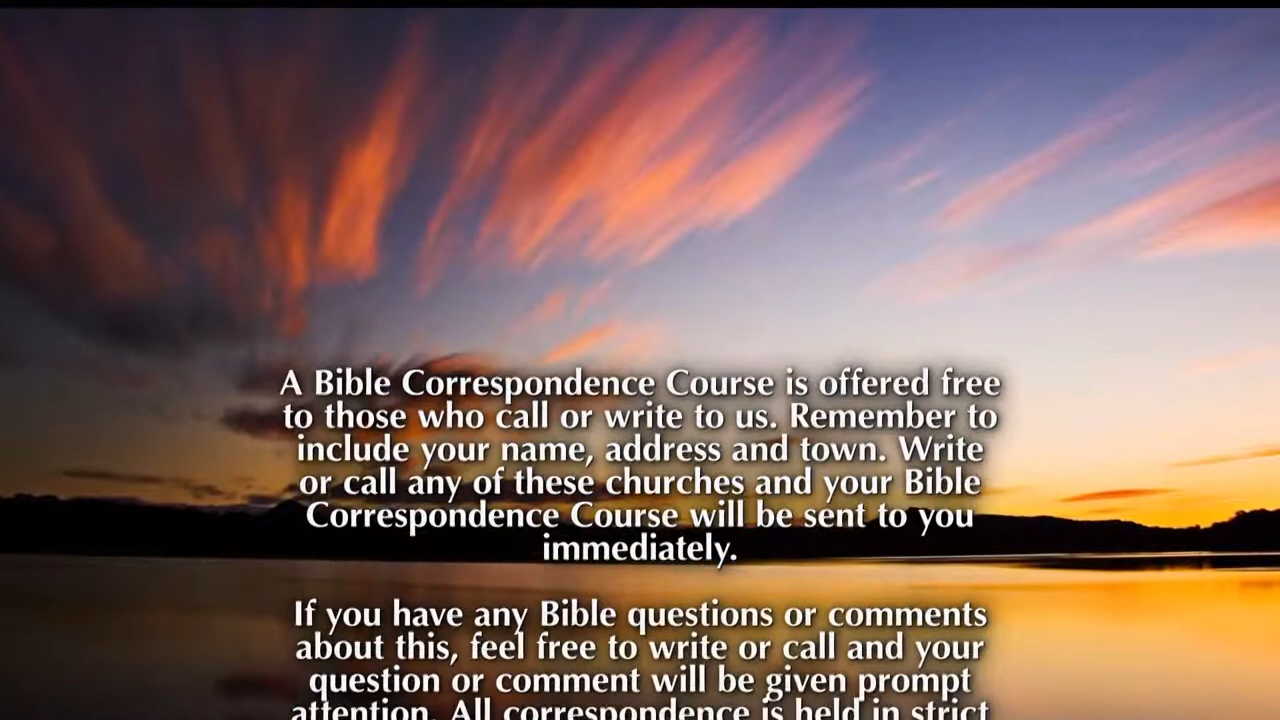 A Bible Correspondence Course is offered free
to those who call or write to us. Remember to
include your name, address and town. Write
or call any of these churches and your Bible
Correspondence Course will be sent to you
immediately.
If you have any Bible questions or comments
about this, feel free to write or call and your
question or comment will be given prompt
attention. All correspondence is held in strict